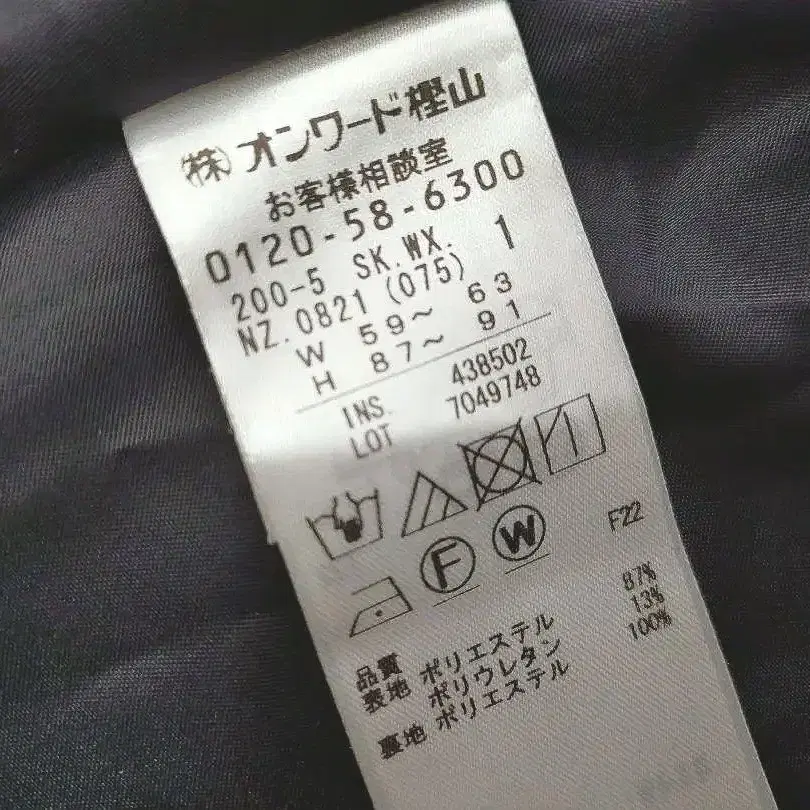 ㈱オンワード樫山
お客様相談室
0120-58-6300
200-5 SK.WX. 1
NZ.0821 (075)
W 59~ 63
H 87~ 91
INS. 438502
LOT 7049748
F W F22
品質
表地 ポリエステル 87%
ポリウレタン 13%
裏地 ポリエステル 100%